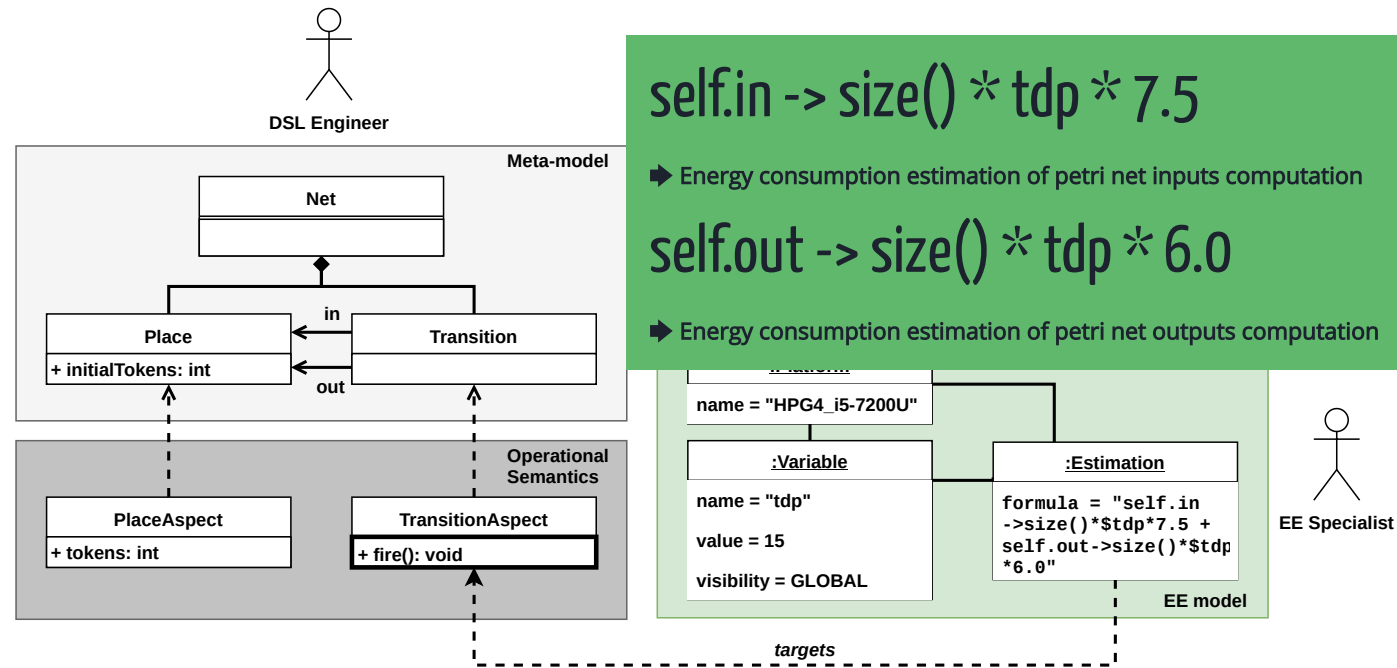 DSL Engineer
Meta-model
Net
Place
+ initialTokens: int
in
out
Transition
Operational
Semantics
PlaceAspect
+ tokens: int
TransitionAspect
+ fire(): void
self.in -> size() * tdp * 7.5
🡆 Energy consumption estimation of petri net inputs computation
self.out -> size() * tdp * 6.0
🡆 Energy consumption estimation of petri net outputs computation
name = "HPG4_i5-7200U"
:Variable
name = "tdp"
value = 15
visibility = GLOBAL
:Estimation
formula = "self.in
->size()*$tdp*7.5 +
self.out->size()*$tdp
*6.0"
EE model
EE Specialist
targets